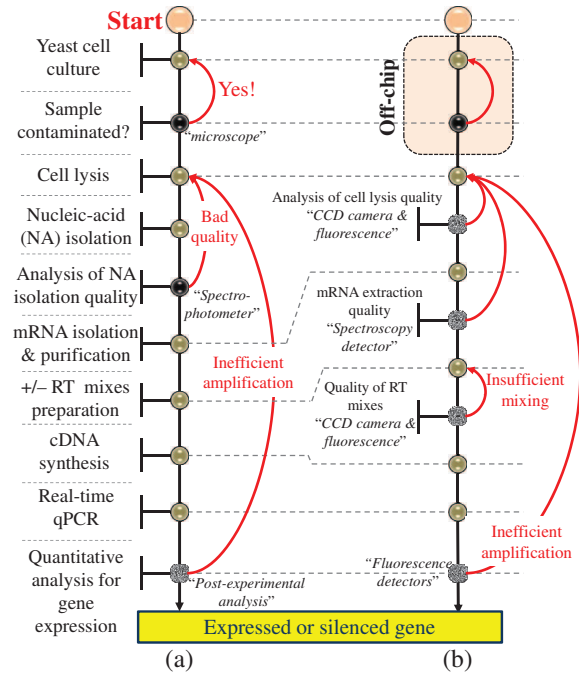 Start
Yeast cell
culture
Yes!
Sample
contaminated?
“microscope”
Cell lysis
Nucleic-acid
(NA) isolation
Bad
quality
Analysis of NA
isolation quality
“Spectro-
photometer”
mRNA isolation
& purification
Inefficient
amplification
+/– RT mixes
preparation
cDNA
synthesis
Real-time
qPCR
Quantitative
analysis for
gene
expression
“Post-experimental
analysis”
Off-chip
Analysis of cell lysis quality
“CCD camera &
fluorescence”
mRNA extraction
quality
“Spectroscopy
detector”
Quality of RT
mixes
“CCD camera &
fluorescence”
Insufficient
mixing
Inefficient
amplification
“Fluorescence
detectors”
Expressed or silenced gene
(a)
(b)